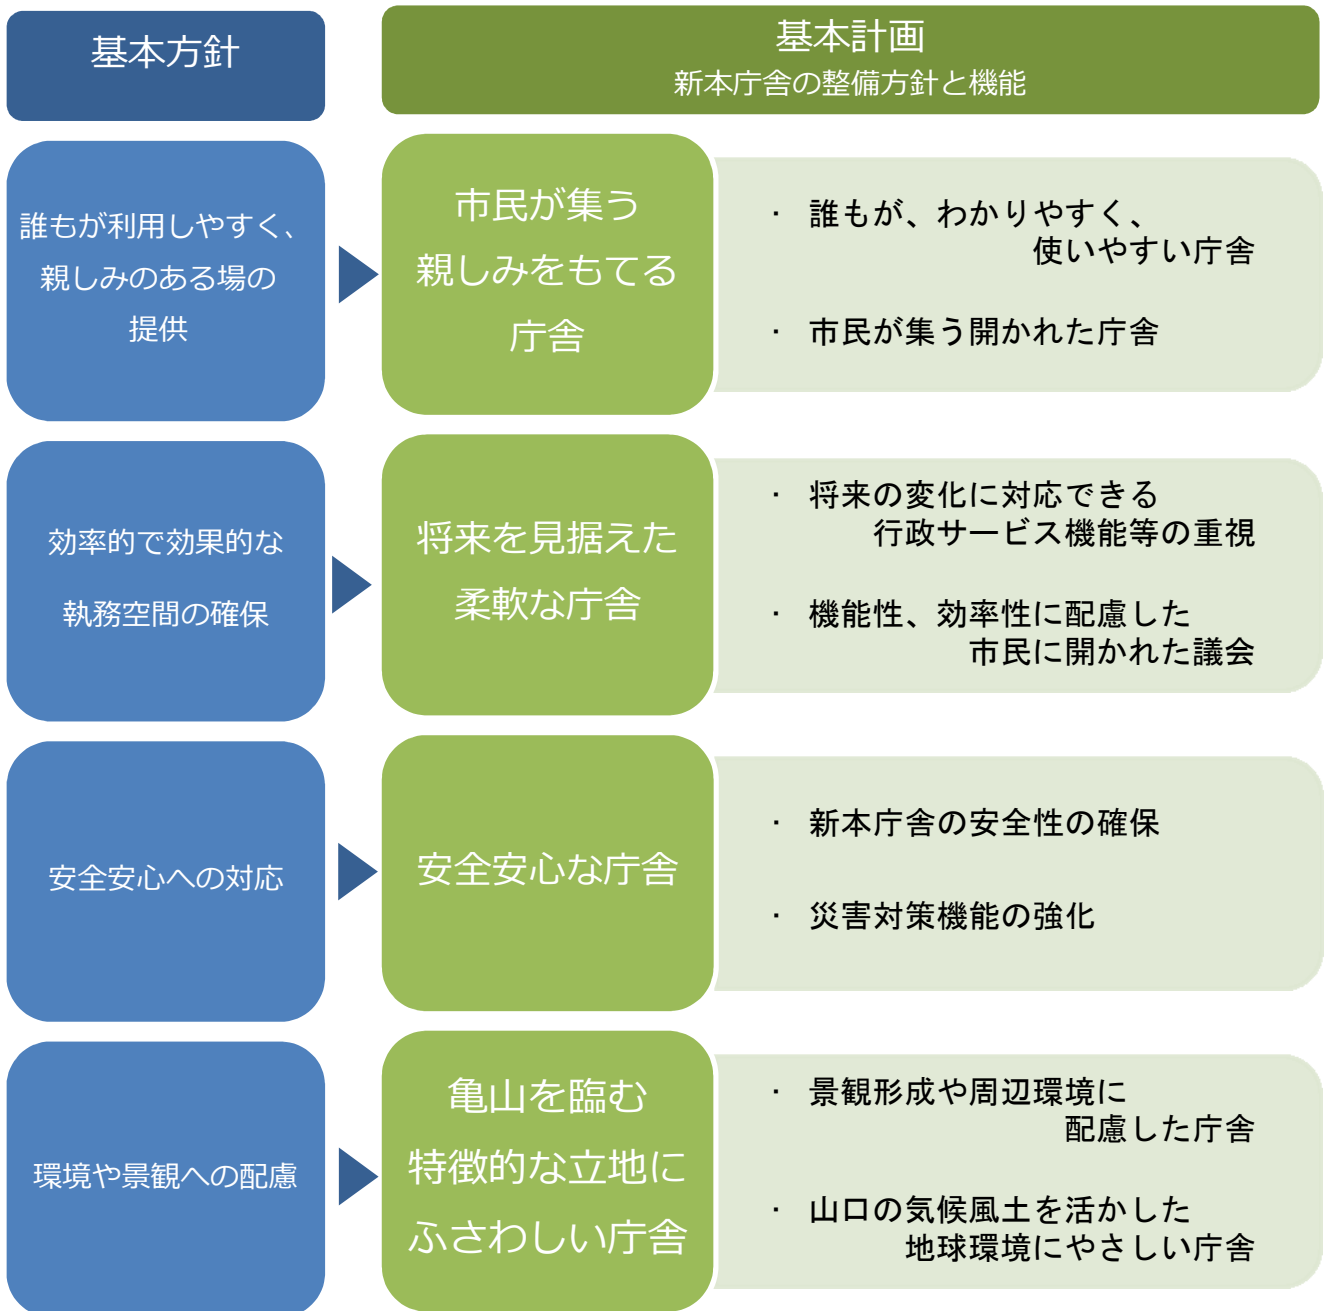 基本方針
基本計画
新本庁舎の整備方針と機能
誰もが利用しやすく、
親しみのある場の
提供
市民が集う
親しみをもてる
庁舎
・ 誰もが、わかりやすく、
使いやすい庁舎
・ 市民が集う開かれた庁舎
効率的で効果的な
執務空間の確保
将来を見据えた
柔軟な庁舎
・ 将来の変化に対応できる
行政サービス機能等の重視
・ 機能性、効率性に配慮した
市民に開かれた議会
安全安心への対応
安全安心な庁舎
・ 新本庁舎の安全性の確保
・ 災害対策機能の強化
環境や景観への配慮
亀山を臨む
特徴的な立地に
ふさわしい庁舎
・ 景観形成や周辺環境に
配慮した庁舎
・ 山口の気候風土を活かした
地球環境にやさしい庁舎